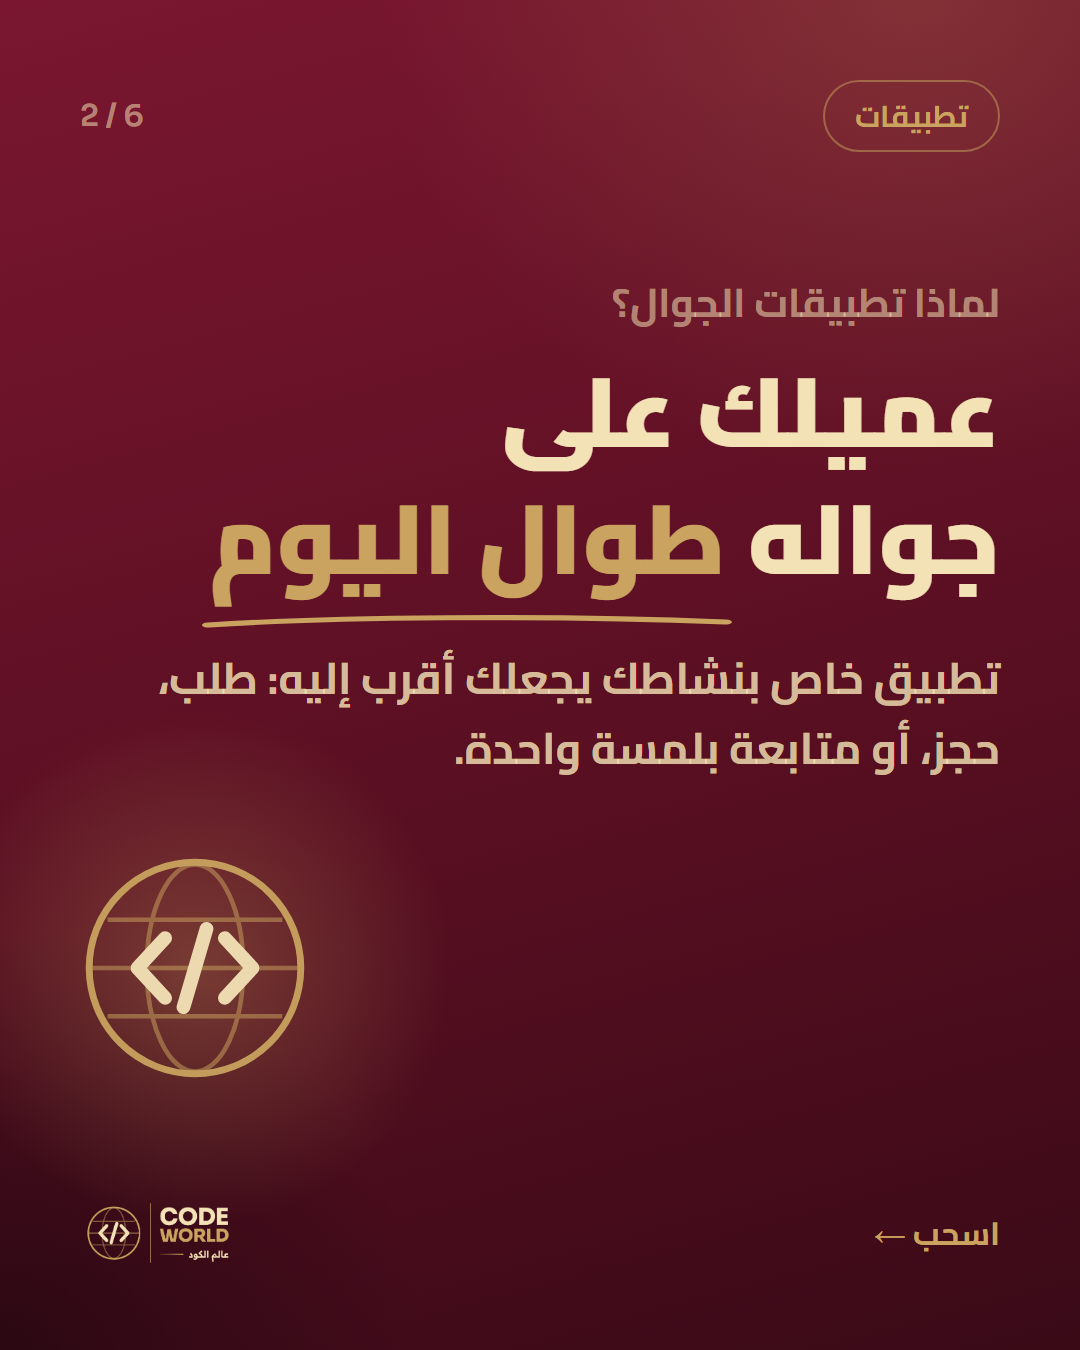 تطبيقات
2 / 6
لماذا تطبيقات الجوال؟
عميلك على
جواله طوال اليوم
تطبيق خاص بنشاطك يجعلك أقرب إليه: طلب،
حجز، أو متابعة بلمسة واحدة.
</>
اسحب ←
</>
CODE
WORLD
عالم الكود